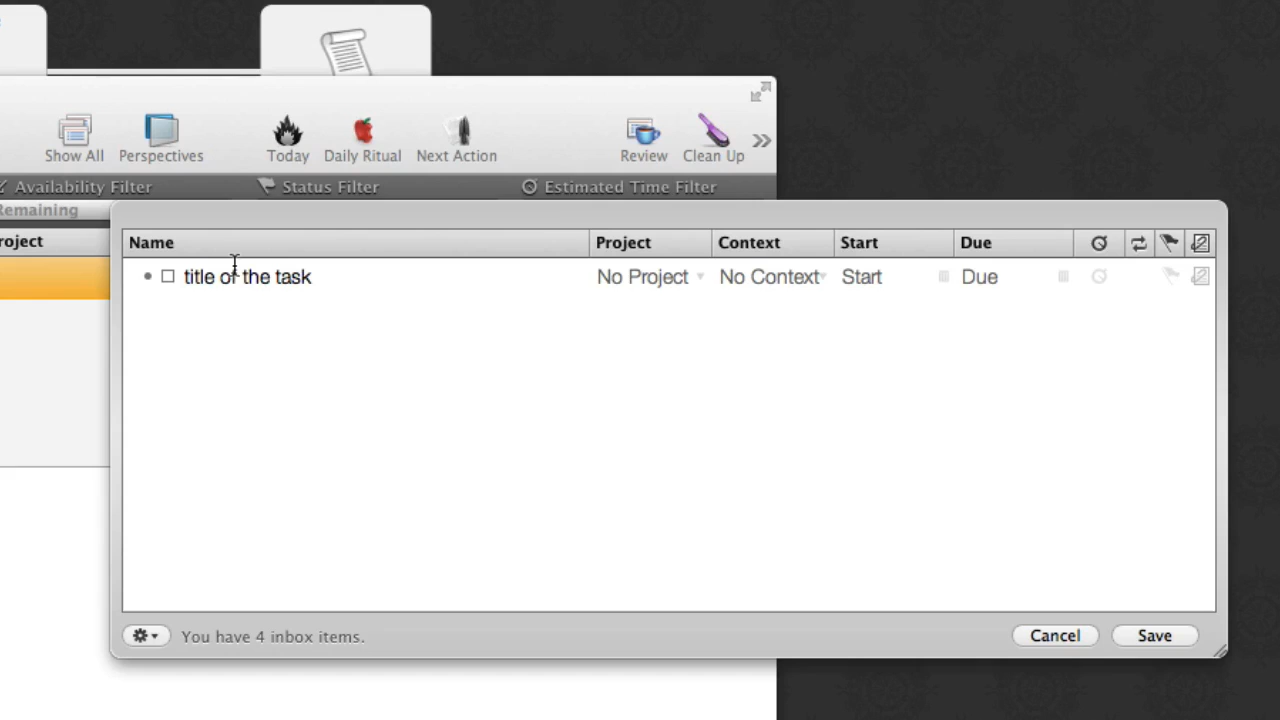 Show All Perspectives Today Daily Ritual Next Action Review Clean Up
Availability Filter Status Filter Estimated Time Filter
Remaining
roject
Name Project Context Start Due
title of the task No Project No Context Start Due
You have 4 inbox items. Cancel Save